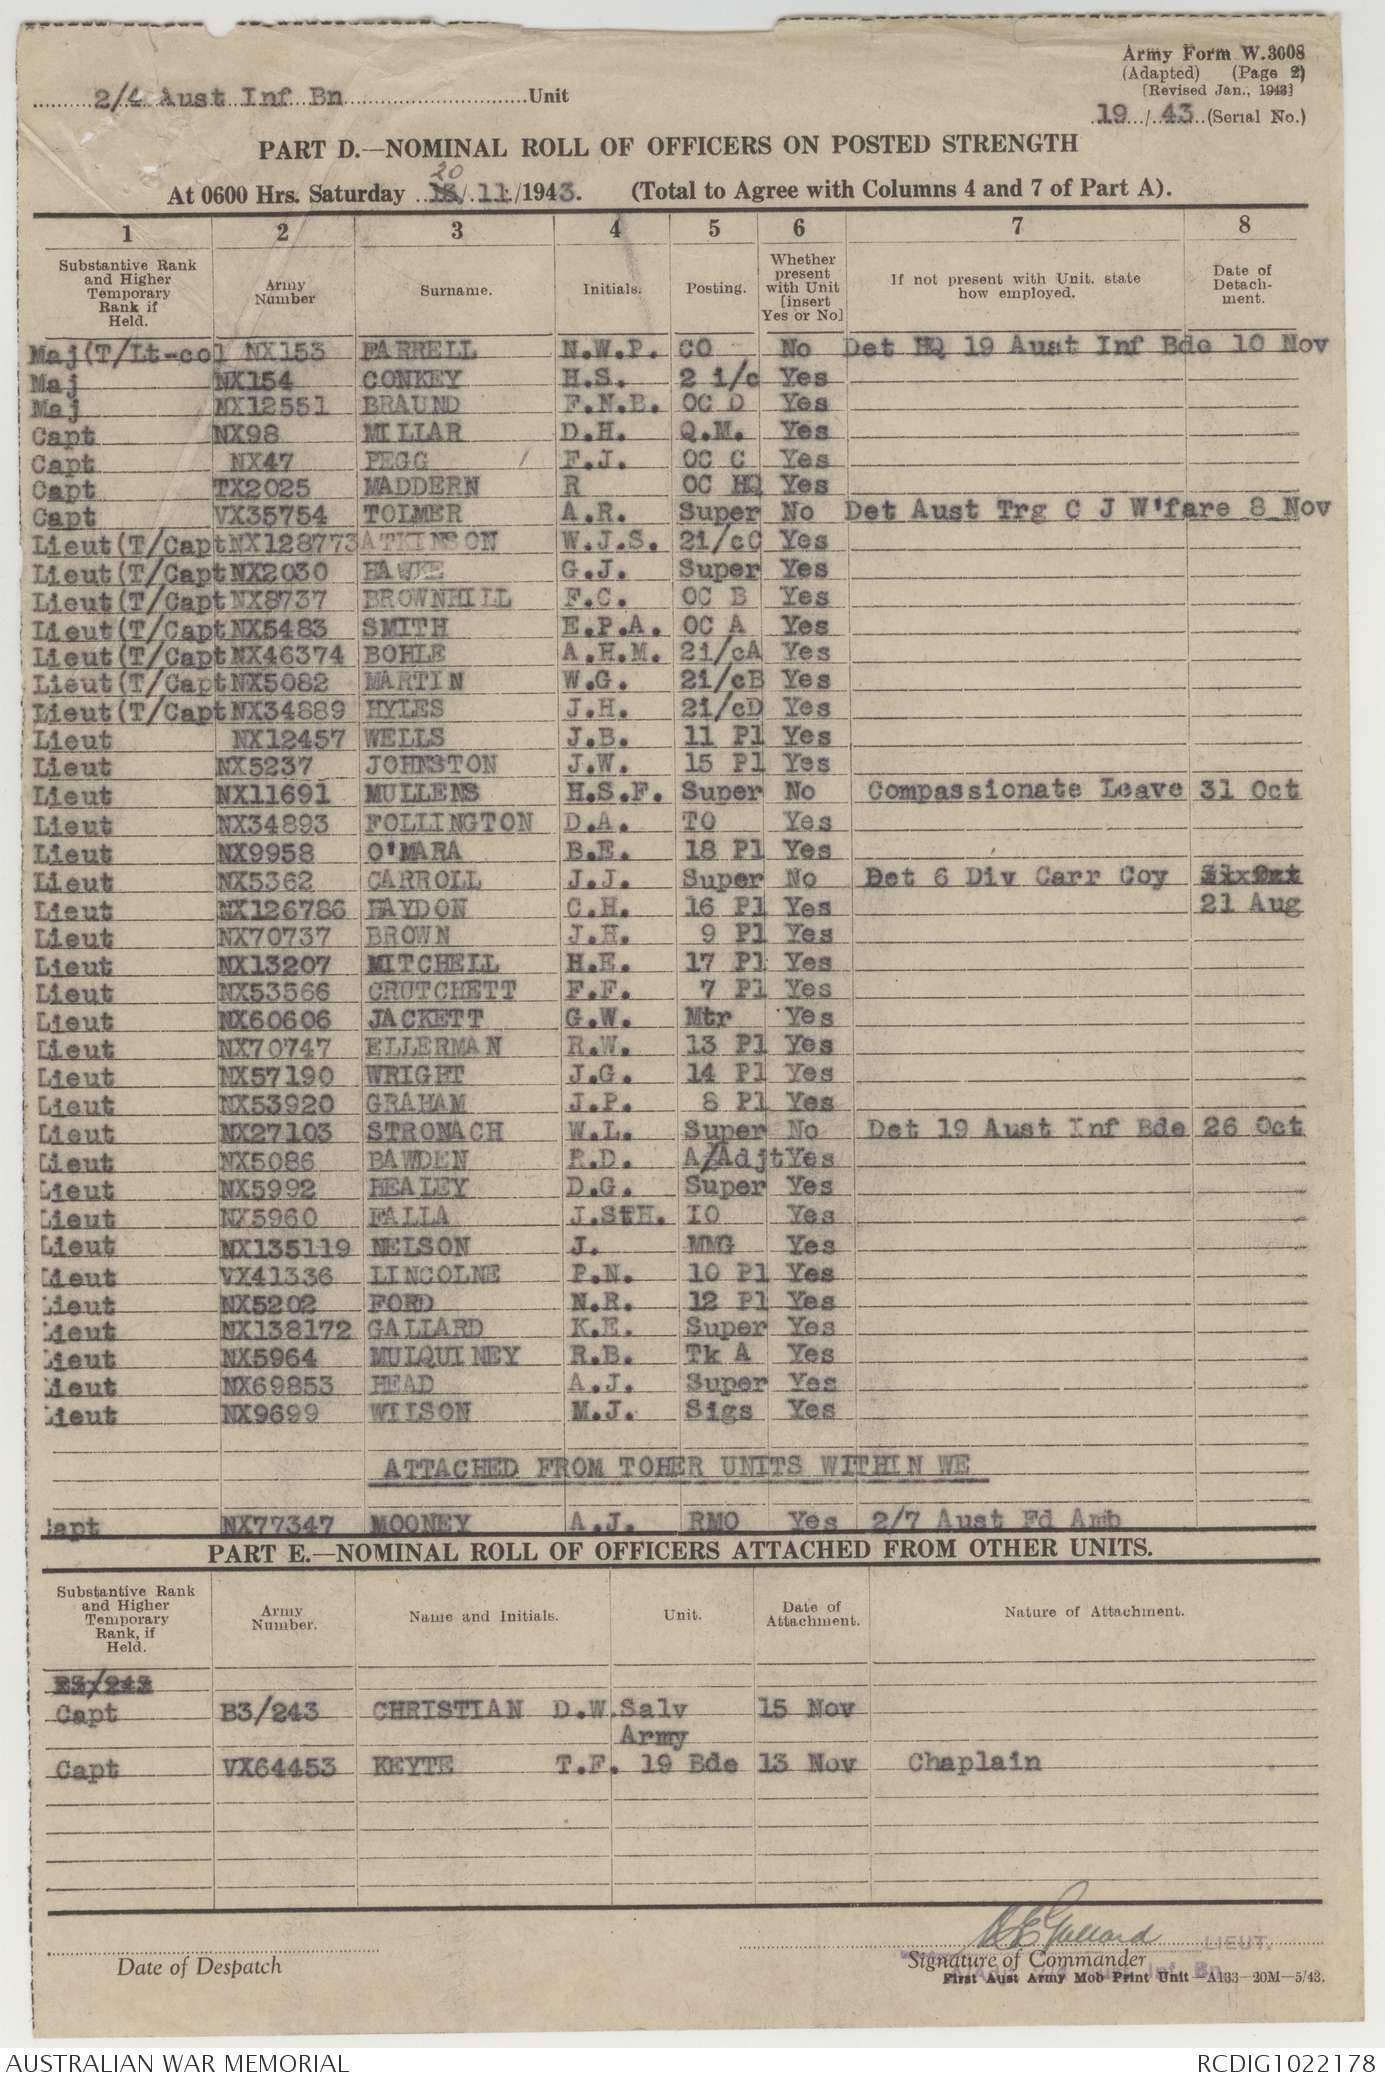 Army Form W.3008
(Adapted) (Page 2)
[Revised Jan., 1943]
2/4 Aust Inf Bn Unit
19 / 43 (Serial No.)
PART D.—NOMINAL ROLL OF OFFICERS ON POSTED STRENGTH
20
At 0600 Hrs. Saturday 13/11/1943. (Total to Agree with Columns 4 and 7 of Part A).
1 2 3 4 5 6 7 8
Substantive Rank and Higher Temporary Rank if Held. Army Number Surname. Initials. Posting. Whether present with Unit [insert Yes or No] If not present with Unit. state how employed. Date of Detach-ment.
Maj(T/Lt-col NX153 FARRELL N.W.P. CO No Det HQ 19 Aust Inf Bde 10 Nov
Maj NX154 CONKEY H.S. 2 i/c Yes
Maj NX12551 BRAUND F.N.B. OC D Yes
Capt NX98 MILLAR D.H. Q.M. Yes
Capt NX47 PEGG F.J. OC C Yes
Capt TX2025 MADDERN R OC HQ Yes
Capt VX35754 TOLMER A.R. Super No Det Aust Trg C J W'fare 8 Nov
Lieut(T/Capt NX128773 ATKINSON W.J.S. 2i/cC Yes
Lieut(T/Capt NX2030 HAWKE G.J. Super Yes
Lieut(T/Capt NX8737 BROWNHILL F.C. OC B Yes
Lieut(T/Capt NX5483 SMITH E.P.A. OC A Yes
Lieut(T/Capt NX46374 BOHLE A.H.M. 2i/cA Yes
Lieut(T/Capt NX5082 MARTIN W.G. 2i/cB Yes
Lieut(T/Capt NX34889 HYLES J.H. 2i/cD Yes
Lieut NX12457 WELLS J.B. 11 Pl Yes
Lieut NX5237 JOHNSTON J.W. 15 Pl Yes
Lieut NX11691 MULLENS H.S.F. Super No Compassionate Leave 31 Oct
Lieut NX34893 FOLLINGTON D.A. TO Yes
Lieut NX9958 O'MARA B.E. 18 Pl Yes
Lieut NX5362 CARROLL J.J. Super No Det 6 Div Carr Coy
Lieut NX126786 HAYDON C.H. 16 Pl Yes 21 Aug
Lieut NX70737 BROWN J.H. 9 Pl Yes
Lieut NX13207 MITCHELL H.E. 17 Pl Yes
Lieut NX53566 CRUTCHETT F.F. 7 Pl Yes
Lieut NX60606 JACKETT G.W. Mtr Yes
Lieut NX70747 ELLERMAN R.W. 13 Pl Yes
Lieut NX57190 WRIGHT J.G. 14 Pl Yes
Lieut NX53920 GRAHAM J.P. 8 Pl Yes
Lieut NX27103 STRONACH W.L. Super No Det 19 Aust Inf Bde 26 Oct
Lieut NX5086 BAWDEN R.D. A/Adjt Yes
Lieut NX5992 HEALEY D.G. Super Yes
Lieut NX5960 FALLA J.StH. IO Yes
Lieut NX135119 NELSON J. MMG Yes
Lieut VX41336 LINCOLNE P.N. 10 Pl Yes
Lieut NX5202 FORD N.R. 12 Pl Yes
Lieut NX138172 GALLARD K.E. Super Yes
Lieut NX5964 MULQUINEY R.B. Tk A Yes
Lieut NX69853 HEAD A.J. Super Yes
Lieut NX9699 WILSON M.J. Sigs Yes
ATTACHED FROM TOHER UNITS WITHIN WE
Capt NX77347 MOONEY A.J. RMO Yes 2/7 Aust Fd Amb
PART E.—NOMINAL ROLL OF OFFICERS ATTACHED FROM OTHER UNITS.
Substantive Rank and Higher Temporary Rank, if Held. Army Number. Name and Initials. Unit. Date of Attachment. Nature of Attachment.
B3/243
Capt B3/243 CHRISTIAN D.W. Salv 15 Nov
Army
Capt VX64453 KEYTE T.F. 19 Bde 13 Nov Chaplain
KEGallard
LIEUT.
Date of Despatch Signature of Commander
First Aust Army Mob Print Unit—A133—20M—5/43.
AUSTRALIAN WAR MEMORIAL RCDIG1022178